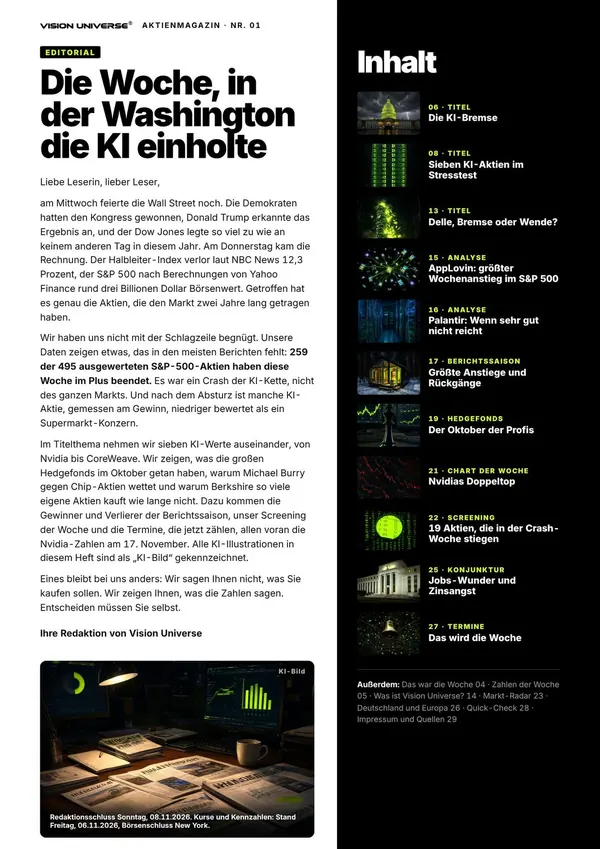 VISION UNIVERSE® AKTIENMAGAZIN · NR. 01
EDITORIAL
Die Woche, in
der Washington
die KI einholte
Liebe Leserin, lieber Leser,
am Mittwoch feierte die Wall Street noch. Die Demokraten
hatten den Kongress gewonnen, Donald Trump erkannte das
Ergebnis an, und der Dow Jones legte so viel zu wie an
keinem anderen Tag in diesem Jahr. Am Donnerstag kam die
Rechnung. Der Halbleiter-Index verlor laut NBC News 12,3
Prozent, der S&P 500 nach Berechnungen von Yahoo
Finance rund drei Billionen Dollar Börsenwert. Getroffen hat
es genau die Aktien, die den Markt zwei Jahre lang getragen
haben.
Wir haben uns nicht mit der Schlagzeile begnügt. Unsere
Daten zeigen etwas, das in den meisten Berichten fehlt: 259
der 495 ausgewerteten S&P-500-Aktien haben diese
Woche im Plus beendet. Es war ein Crash der KI-Kette, nicht
des ganzen Markts. Und nach dem Absturz ist manche KI-
Aktie, gemessen am Gewinn, niedriger bewertet als ein
Supermarkt-Konzern.
Im Titelthema nehmen wir sieben KI-Werte auseinander, von
Nvidia bis CoreWeave. Wir zeigen, was die großen
Hedgefonds im Oktober getan haben, warum Michael Burry
gegen Chip-Aktien wettet und warum Berkshire so viele
eigene Aktien kauft wie lange nicht. Dazu kommen die
Gewinner und Verlierer der Berichtssaison, unser Screening
der Woche und die Termine, die jetzt zählen, allen voran die
Nvidia-Zahlen am 17. November. Alle KI-Illustrationen in
diesem Heft sind als „KI-Bild“ gekennzeichnet.
Eines bleibt bei uns anders: Wir sagen Ihnen nicht, was Sie
kaufen sollen. Wir zeigen Ihnen, was die Zahlen sagen.
Entscheiden müssen Sie selbst.
Ihre Redaktion von Vision Universe
KI-Bild
Redaktionsschluss Sonntag, 08.11.2026. Kurse und Kennzahlen: Stand
Freitag, 06.11.2026, Börsenschluss New York.
Inhalt
06 · TITEL
Die KI-Bremse
08 · TITEL
Sieben KI-Aktien im
Stresstest
13 · TITEL
Delle, Bremse oder Wende?
15 · ANALYSE
AppLovin: größter
Wochenanstieg im S&P 500
16 · ANALYSE
Palantir: Wenn sehr gut
nicht reicht
17 · BERICHTSSAISON
Größte Anstiege und
Rückgänge
19 · HEDGEFONDS
Der Oktober der Profis
21 · CHART DER WOCHE
Nvidias Doppeltop
22 · SCREENING
19 Aktien, die in der Crash-
Woche stiegen
25 · KONJUNKTUR
Jobs-Wunder und
Zinsangst
27 · TERMINE
Das wird die Woche
Außerdem: Das war die Woche 04 · Zahlen der Woche
05 · Was ist Vision Universe? 14 · Markt-Radar 23 ·
Deutschland und Europa 26 · Quick-Check 28 ·
Impressum und Quellen 29